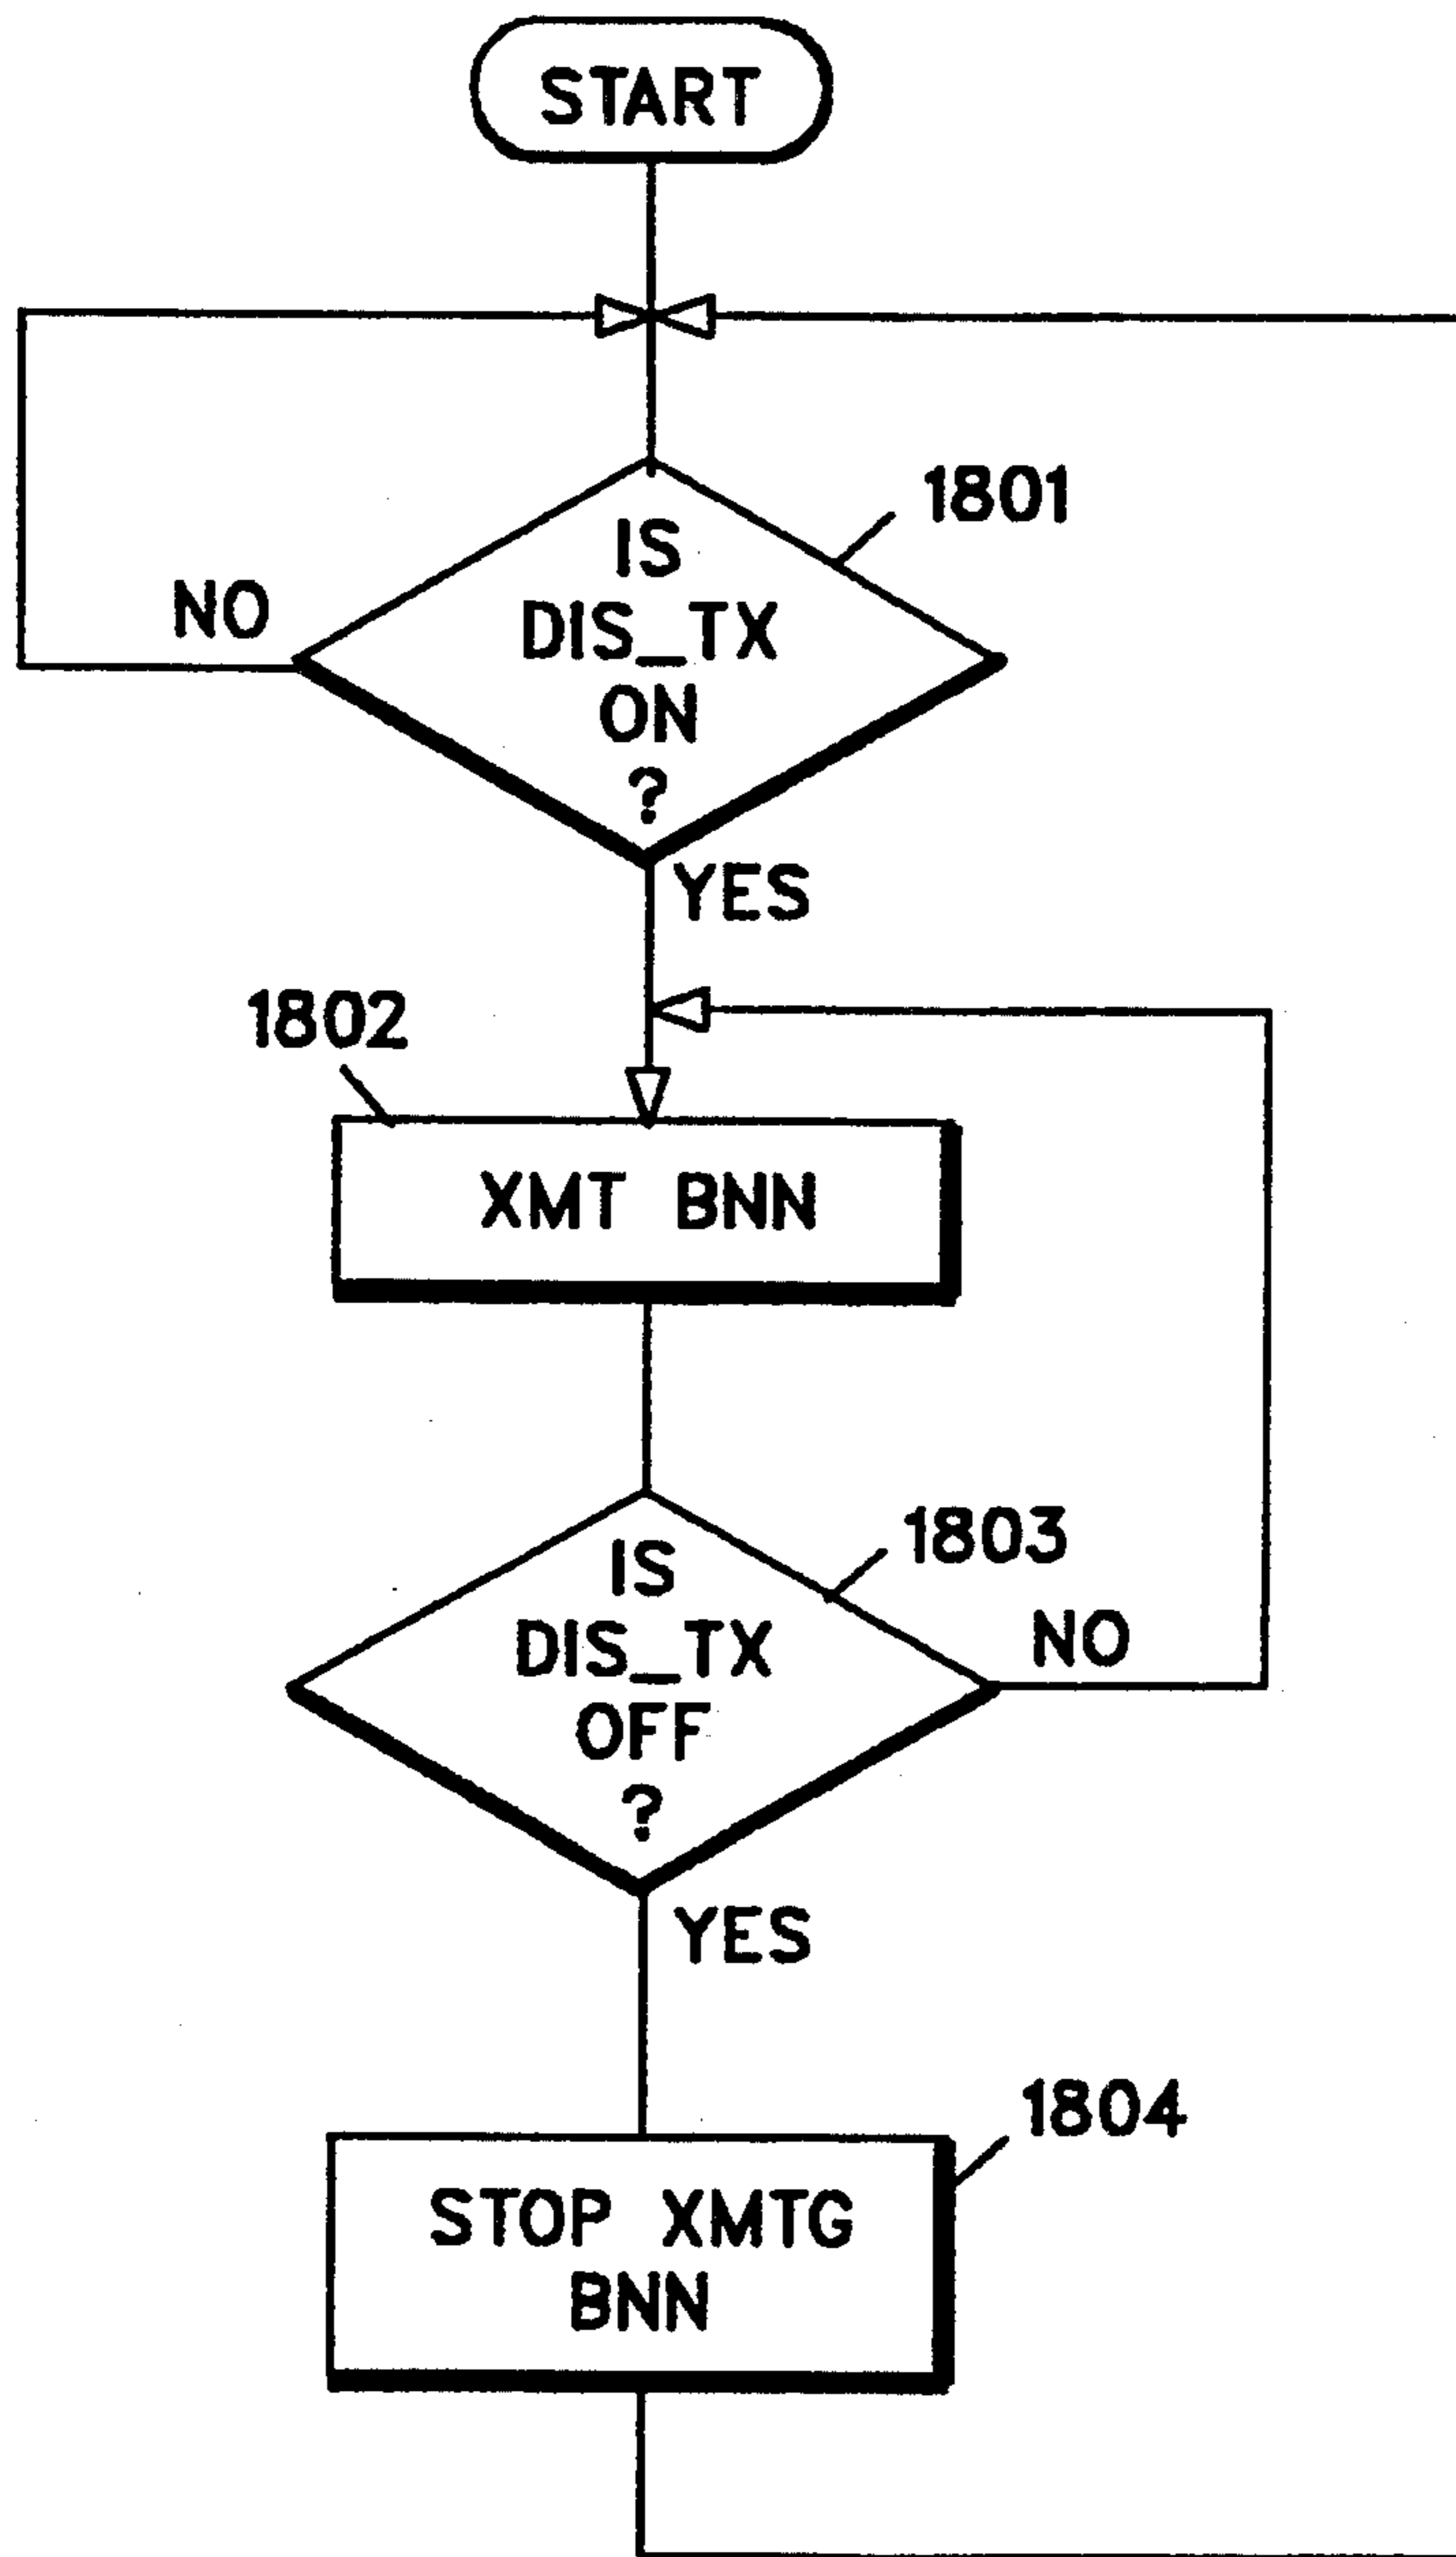 START
1801
IS
DIS_TX
ON
?
NO
YES
1802
XMT BNN
1803
IS
DIS_TX
OFF
?
NO
YES
1804
STOP XMTG
BNN